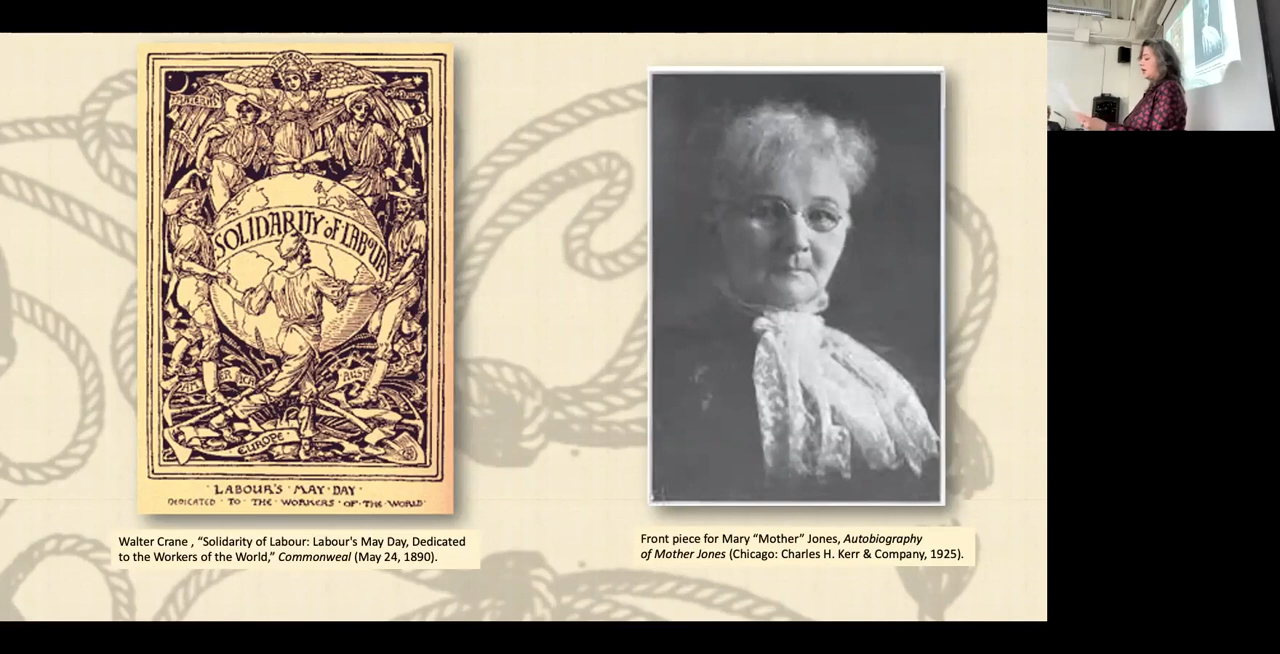 SOLIDARITY OF LABOUR
EUROPE
LABOUR'S MAY DAY
DEDICATED TO THE WORKERS OF THE WORLD
Walter Crane , “Solidarity of Labour: Labour's May Day, Dedicated
to the Workers of the World,” Commonweal (May 24, 1890).
Front piece for Mary “Mother” Jones, Autobiography
of Mother Jones (Chicago: Charles H. Kerr & Company, 1925).